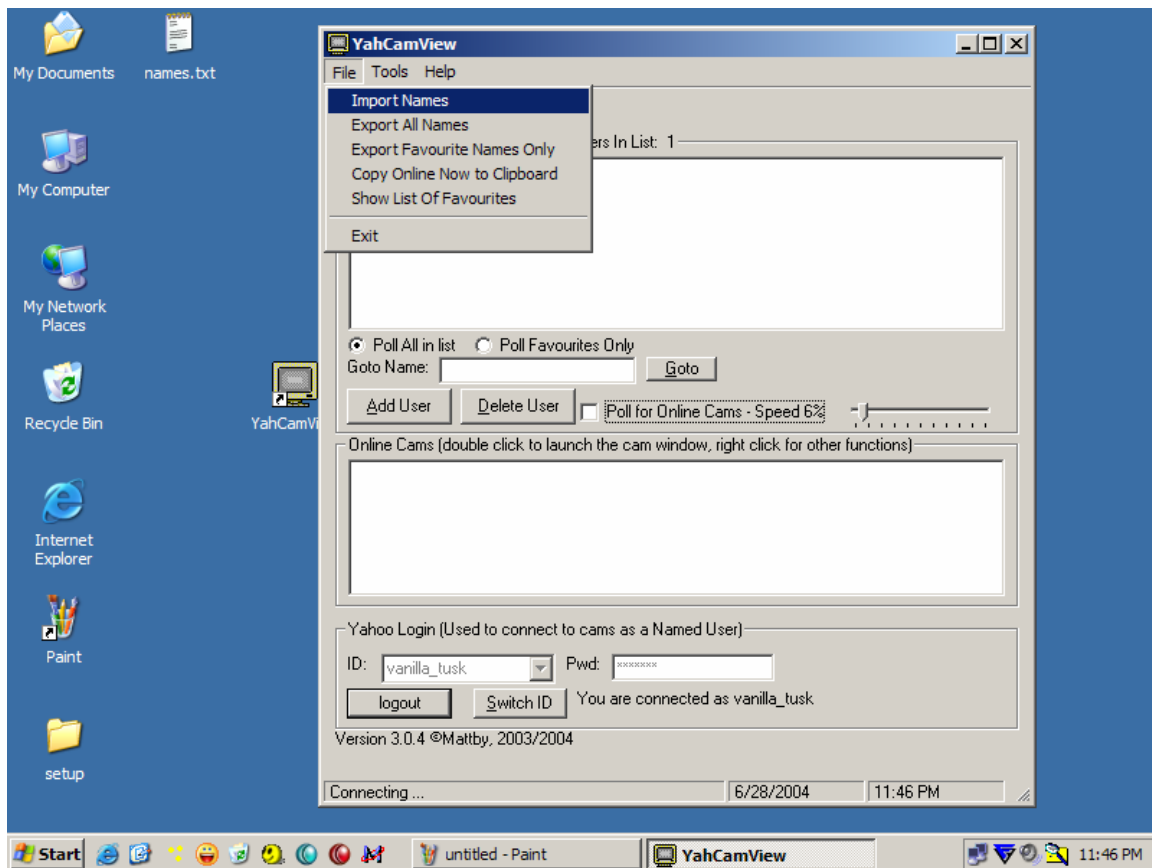 My Documents
names.txt
My Computer
My Network
Places
Recycle Bin
YahCamVi
Internet
Explorer
Paint
setup
YahCamView
File Tools Help
Import Names
Export All Names
Export Favourite Names Only
Copy Online Now to Clipboard
Show List Of Favourites
Exit
ers In List: 1
Poll All in list Poll Favourites Only
Goto Name: Goto
Add User Delete User Poll for Online Cams - Speed 6%
Online Cams (double click to launch the cam window, right click for other functions)
Yahoo Login (Used to connect to cams as a Named User)
ID: vanilla_tusk Pwd: xxxxxxx
logout Switch ID You are connected as vanilla_tusk
Version 3.0.4 ©Mattby, 2003/2004
Connecting ... 6/28/2004 11:46 PM
Start untitled - Paint YahCamView 11:46 PM